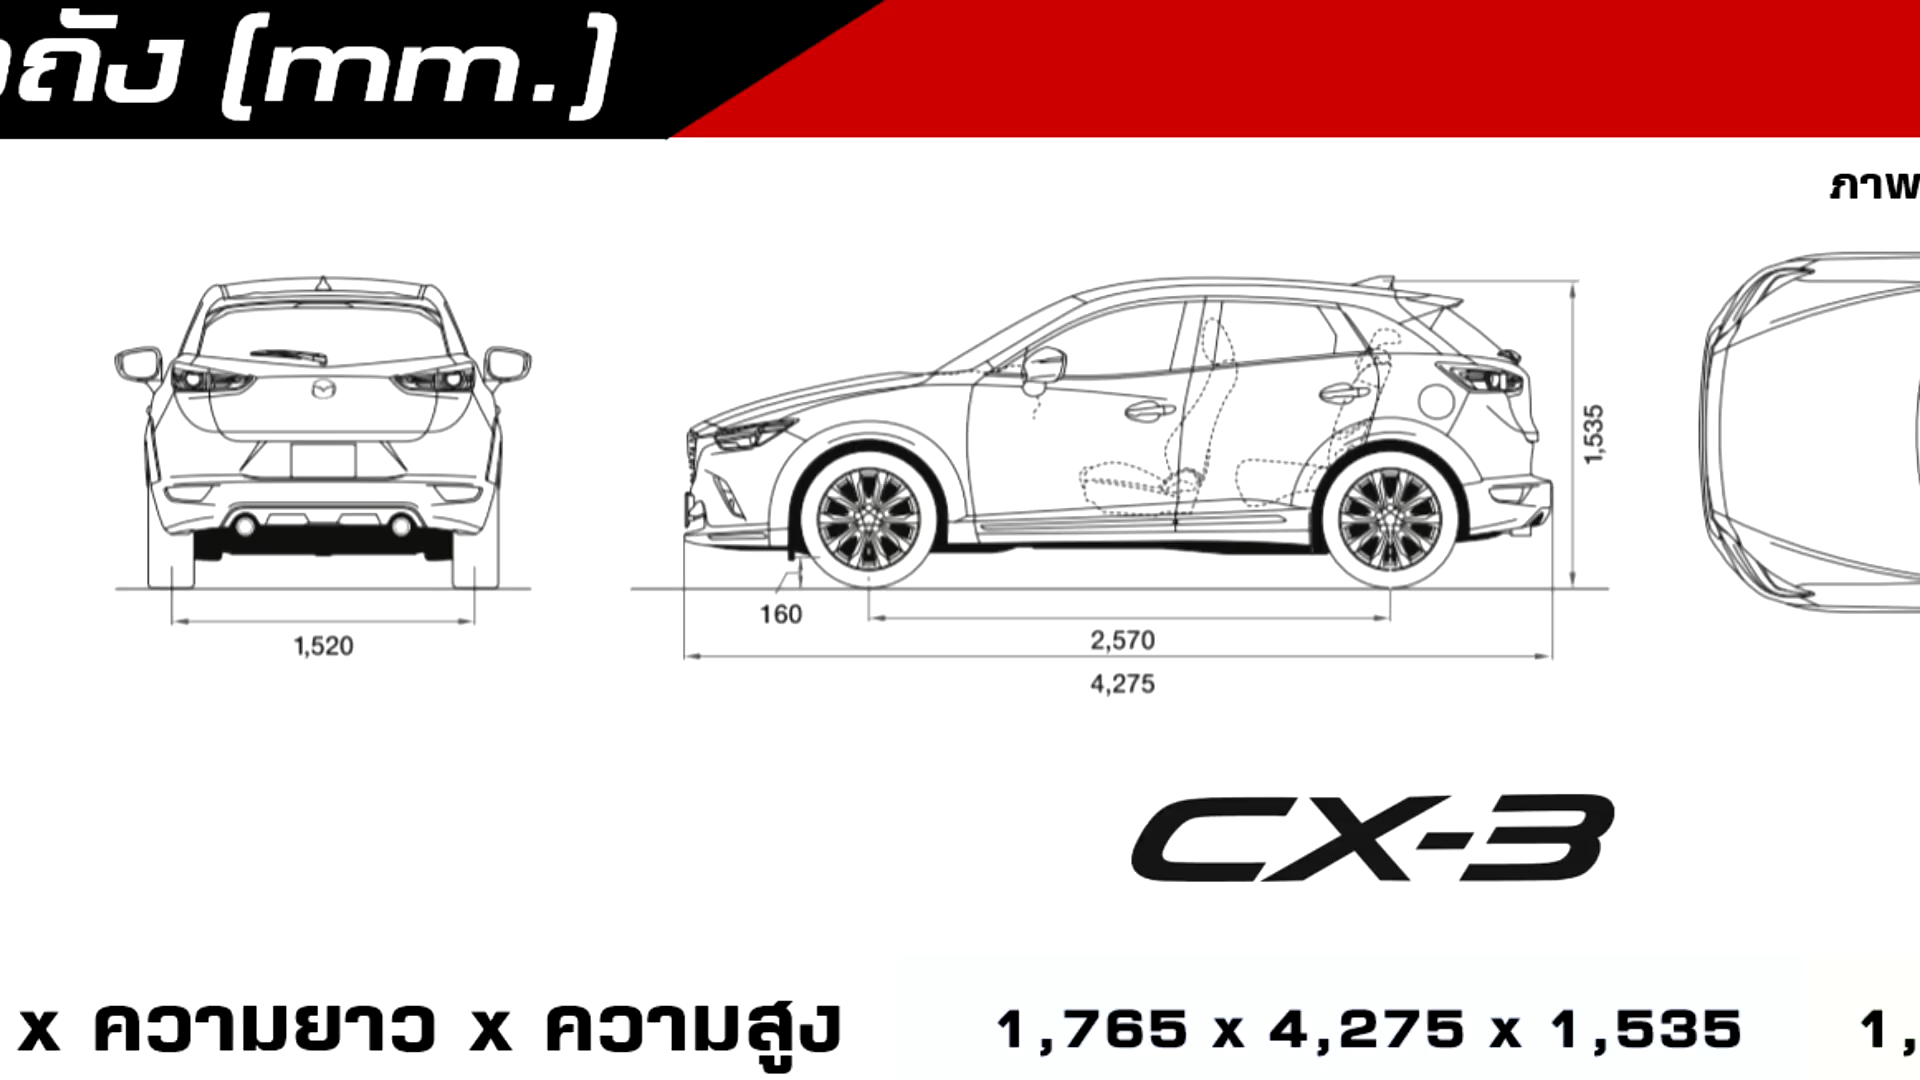 ถัง (mm.)
ภาพ
1,535
160
1,520
2,570
4,275
CX-3
x ความยาว x ความสูง 1,765 x 4,275 x 1,535 1,